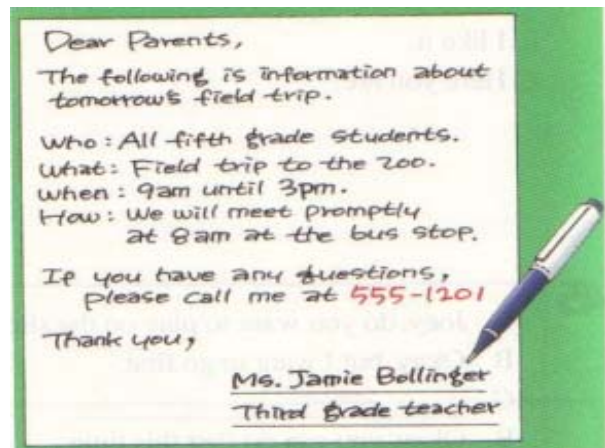 Dear Parents,
The following is information about
tomorrow's field trip.
Who: All fifth grade students.
What: Field trip to the zoo.
When: 9am until 3pm.
How: We will meet promptly
at 8am at the bus stop.
If you have any questions,
please call me at 555-1201
Thank you,
Ms. Jamie Bollinger
Third grade teacher